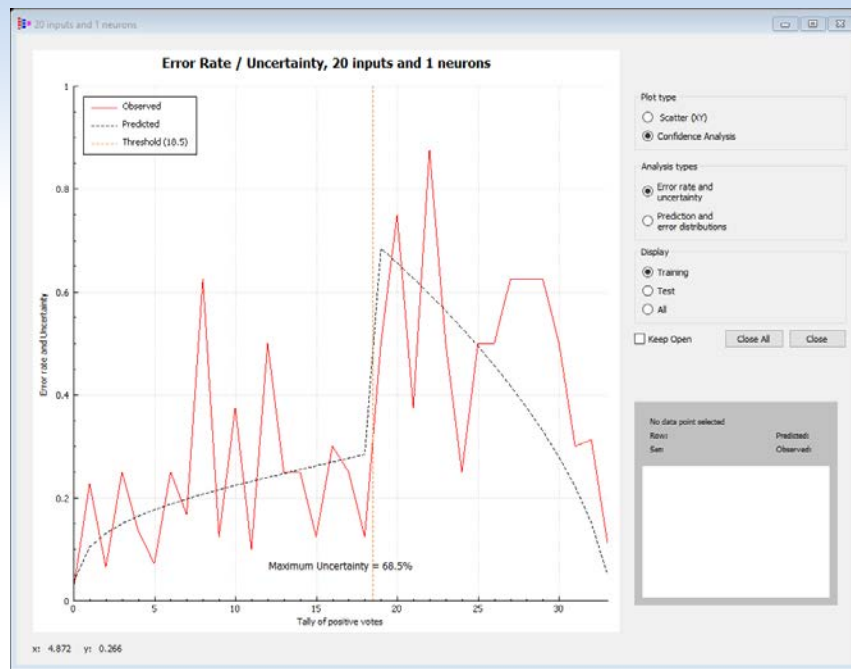 20 inputs and 1 neurons
Error Rate / Uncertainty, 20 inputs and 1 neurons
Observed
Predicted
Threshold (10.5)
Maximum Uncertainty = 68.5%
Error rate and Uncertainty
1
0.8
0.6
0.4
0.2
0
0
5
10
15
20
25
30
Tally of positive votes
x: 4.872 y: 0.266
Plot type
Scatter (XY)
Confidence Analysis
Analysis types
Error rate and
uncertainty
Prediction and
error distributions
Display
Training
Test
All
Keep Open
Close All
Close
No data point selected
Row:
Predicted:
Set:
Observed: